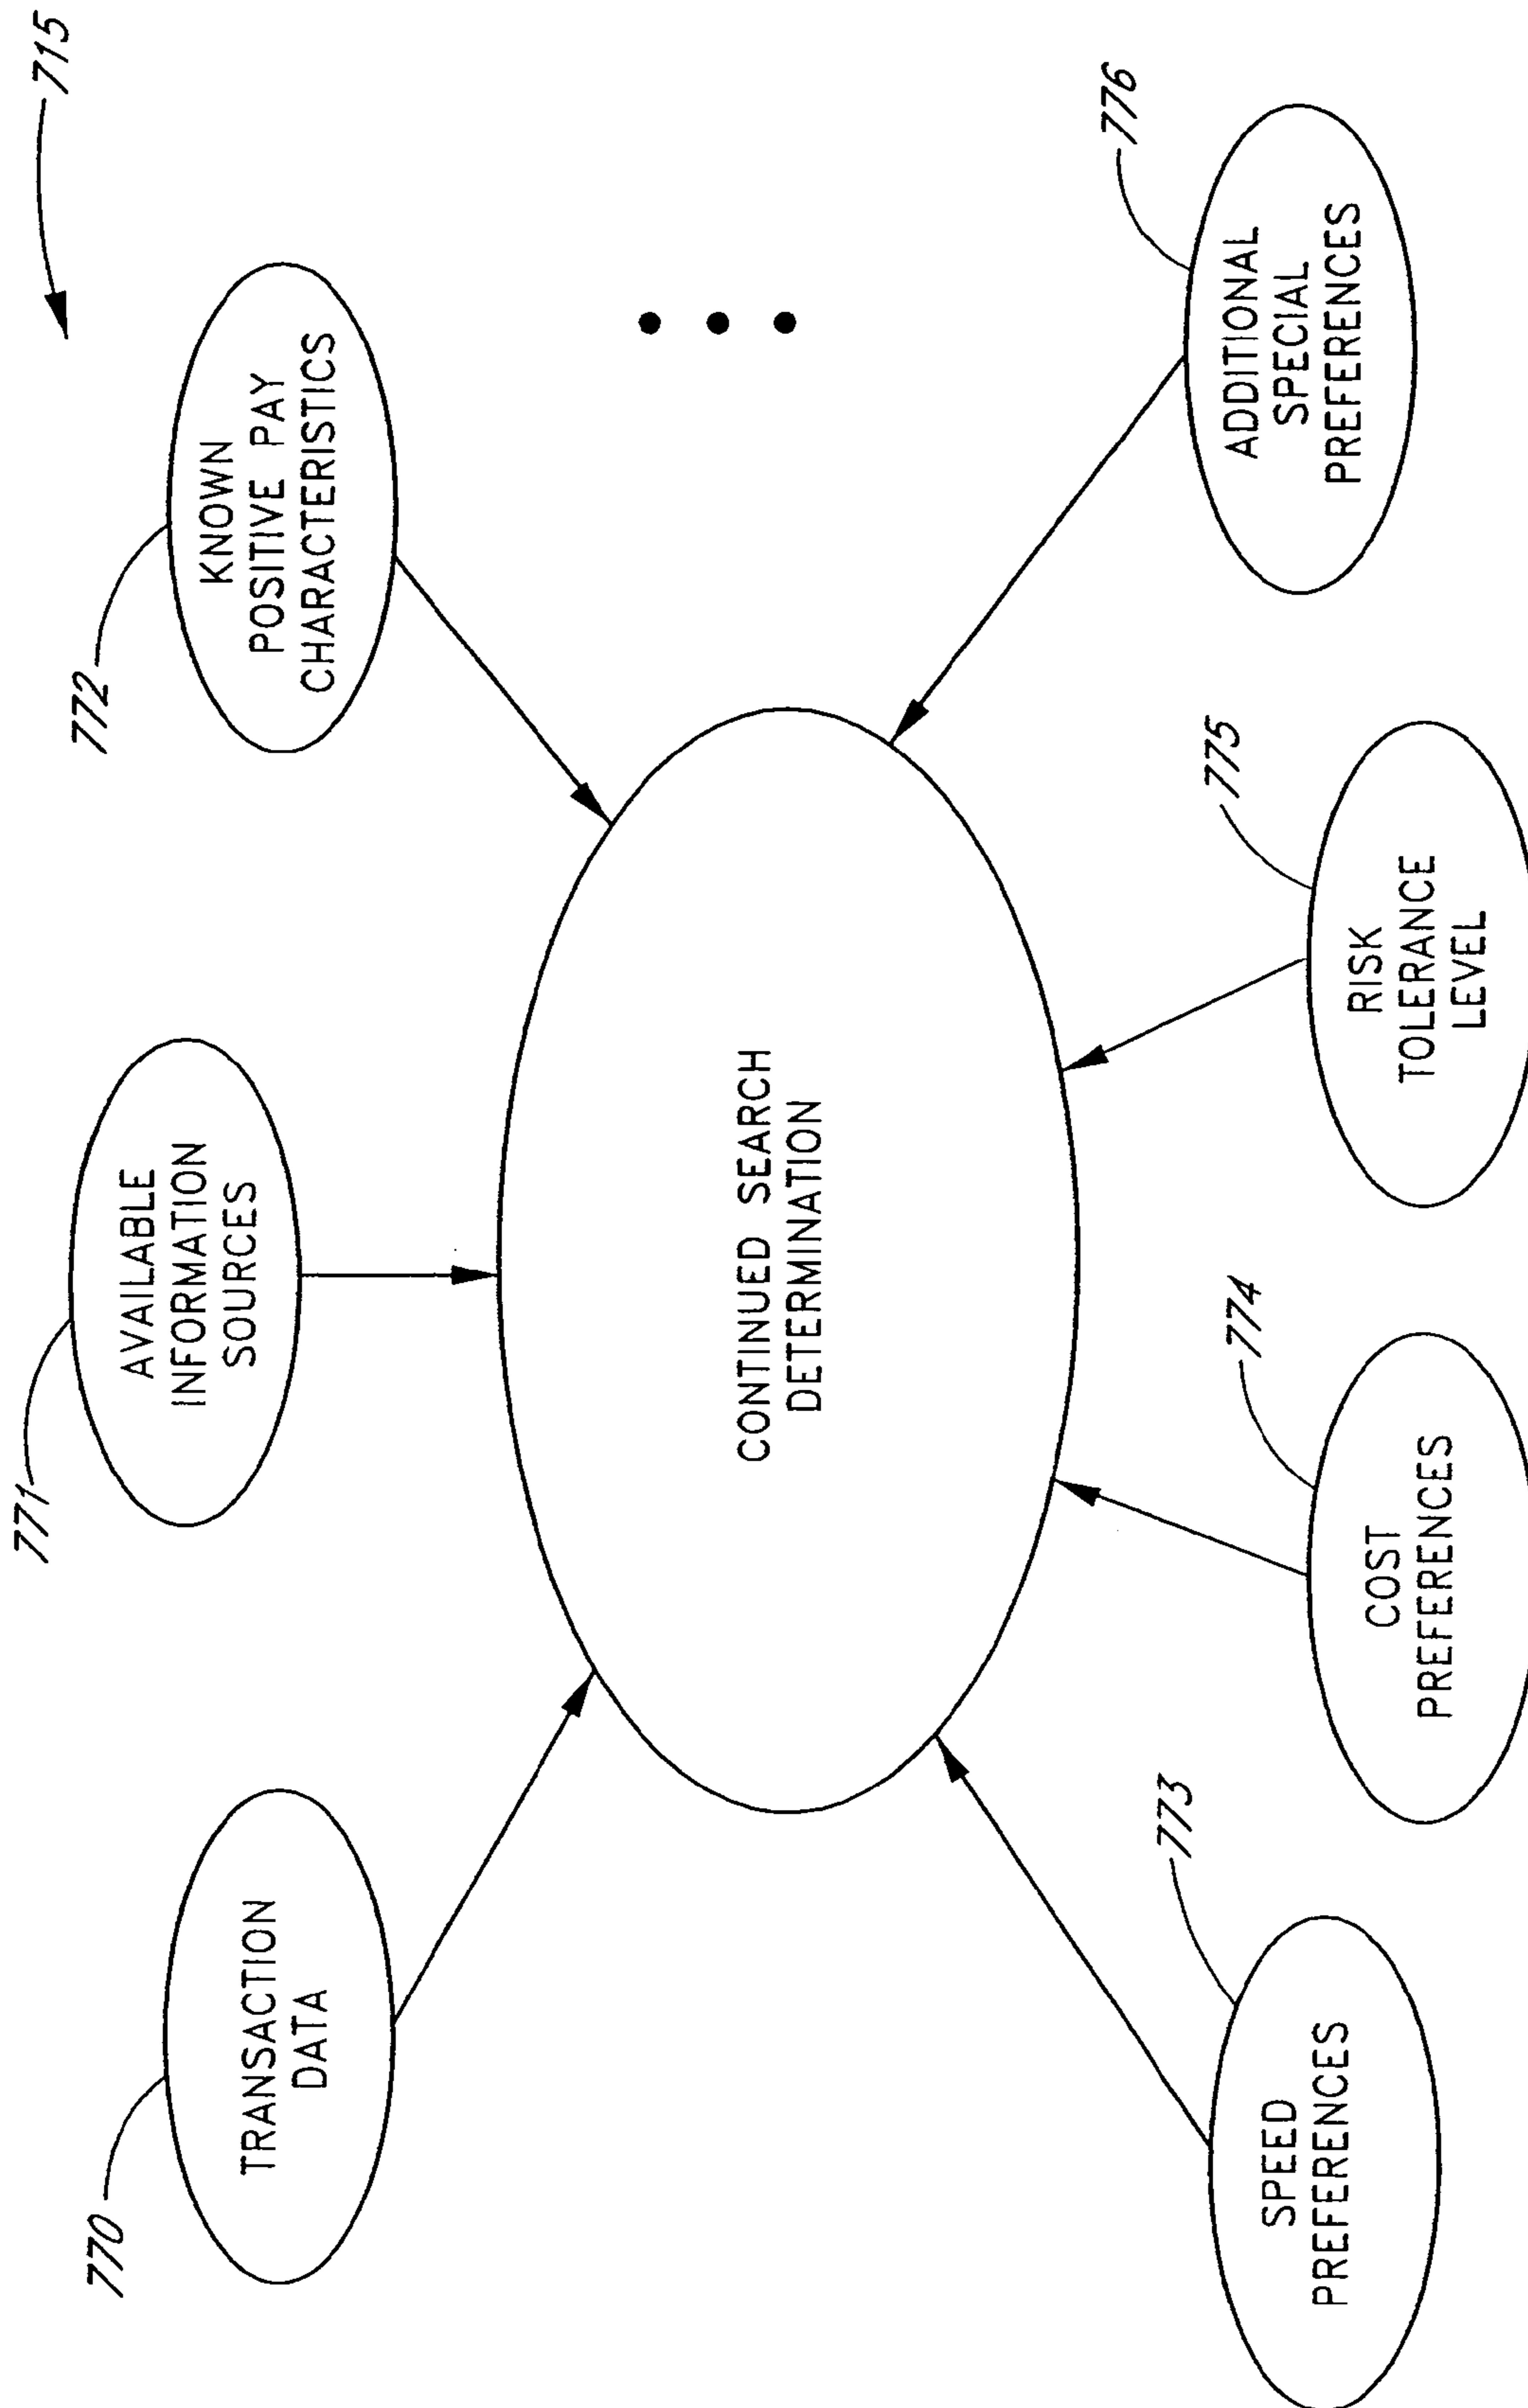 715
770
TRANSACTION
DATA
771
AVAILABLE
INFORMATION
SOURCES
772
KNOWN
POSITIVE PAY
CHARACTERISTICS
CONTINUED SEARCH
DETERMINATION
773
SPEED
PREFERENCES
774
COST
PREFERENCES
775
RISK
TOLERANCE
LEVEL
776
ADDITIONAL
SPECIAL
PREFERENCES